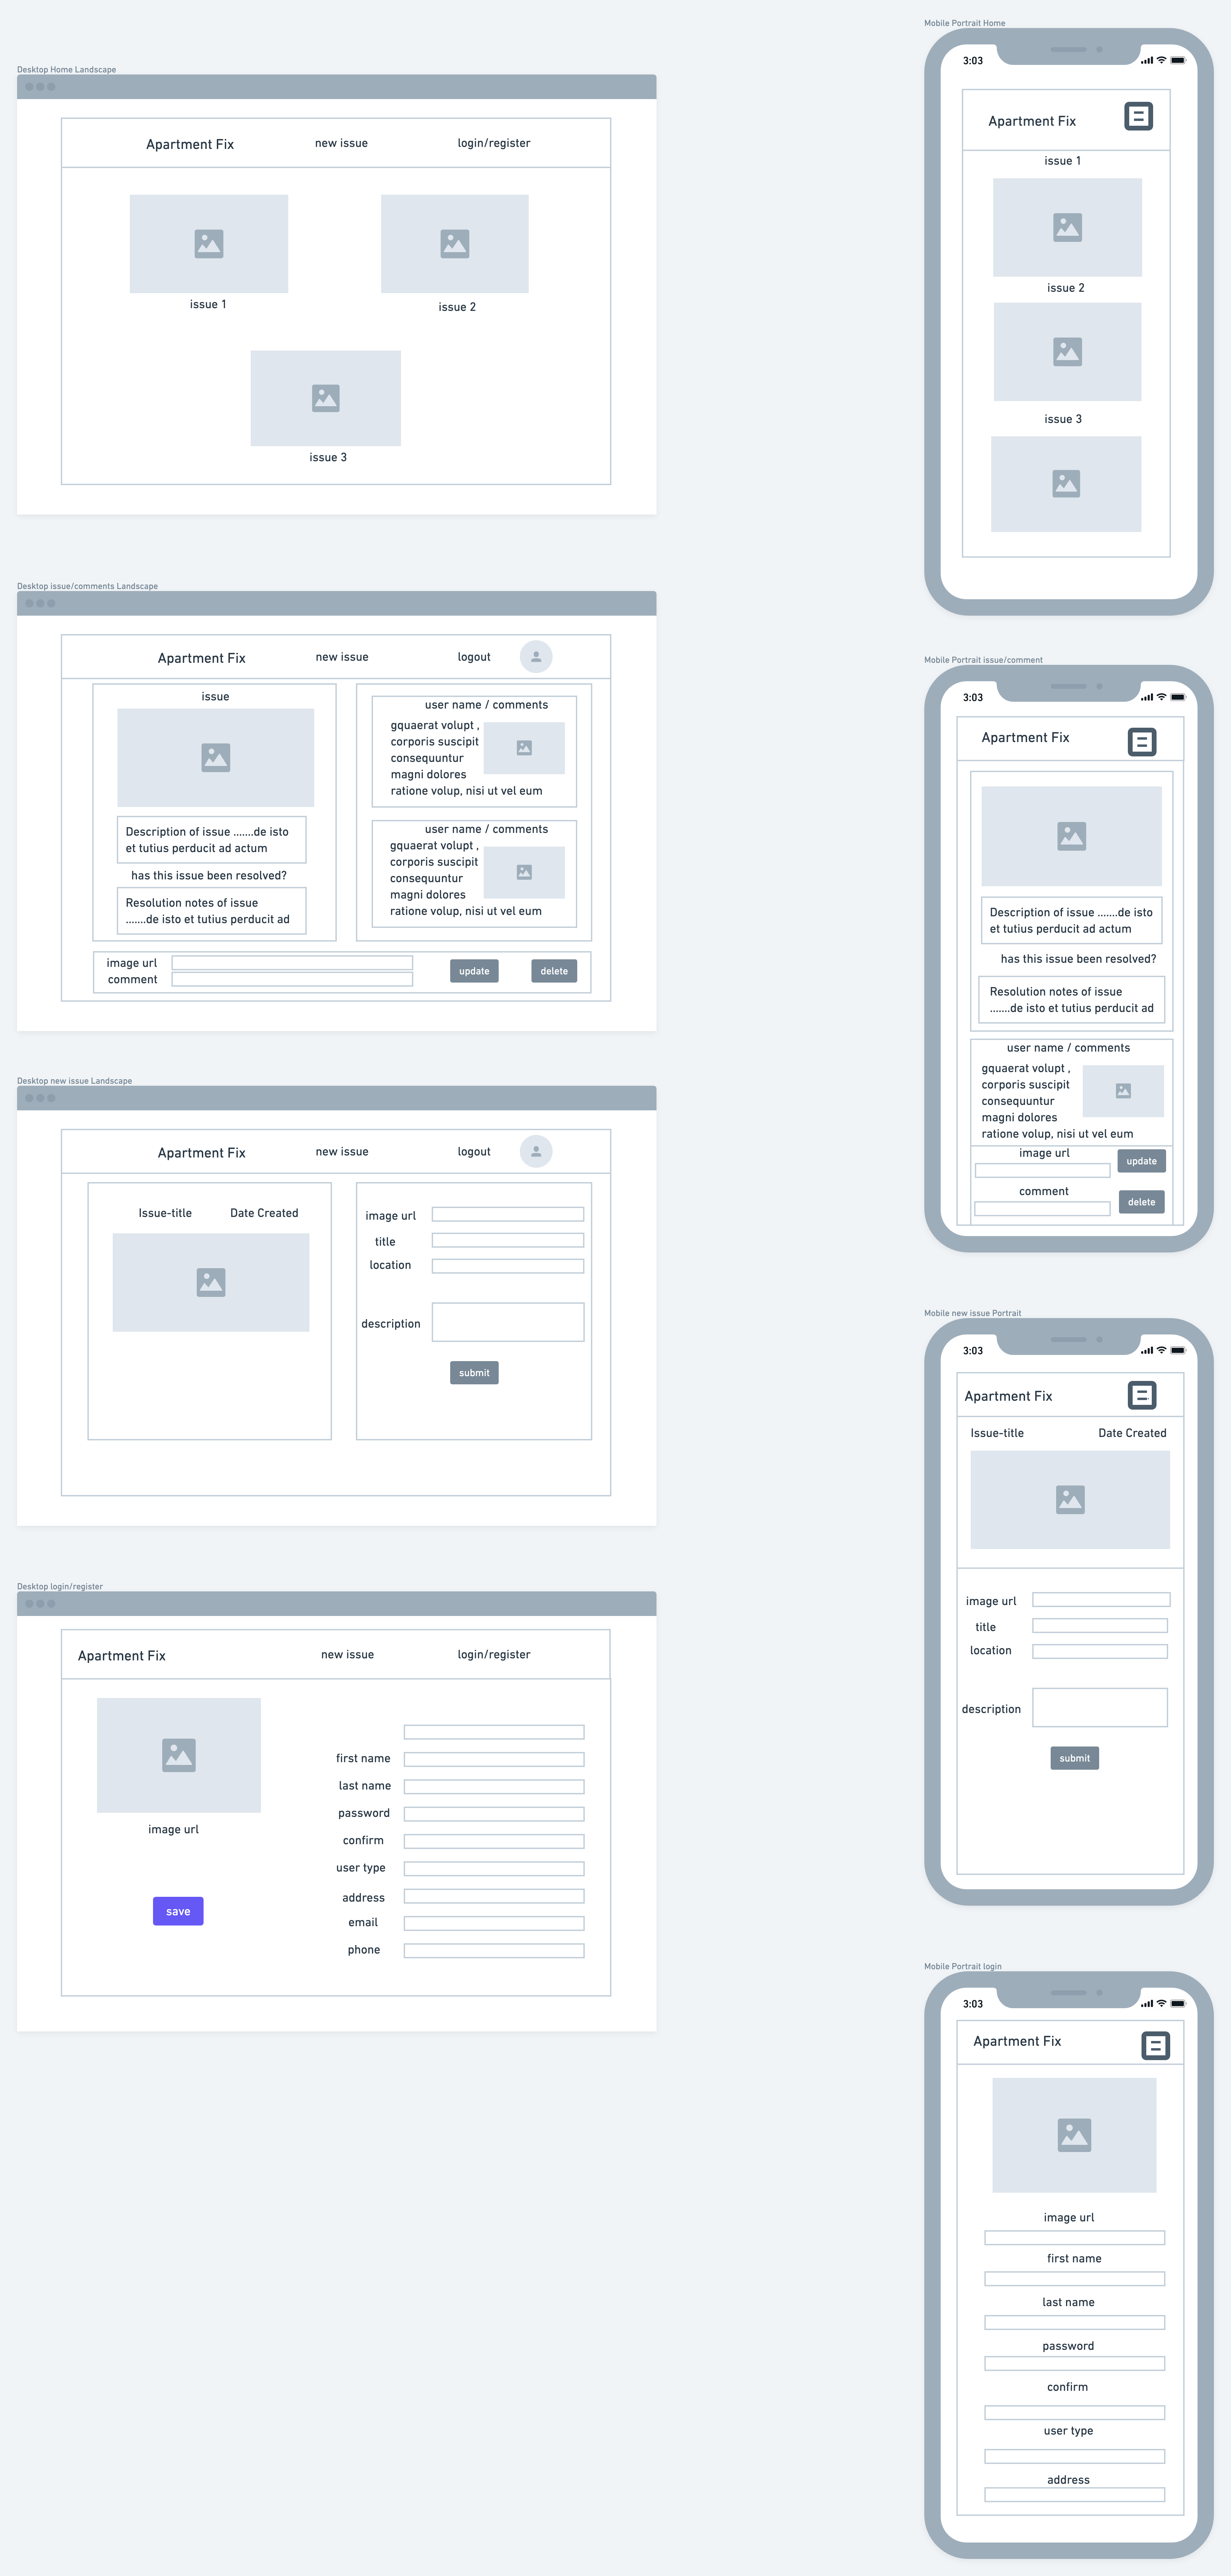 Desktop Home Landscape
Apartment Fix
new issue
login/register
issue 1
issue 2
issue 3
Desktop issue/comments Landscape
Apartment Fix
new issue
logout
issue
Description of issue .......de isto
et tutius perducit ad actum
has this issue been resolved?
Resolution notes of issue
.......de isto et tutius perducit ad
user name / comments
gquaerat volupt ,
corporis suscipit
consequuntur
magni dolores
ratione volup, nisi ut vel eum
user name / comments
gquaerat volupt ,
corporis suscipit
consequuntur
magni dolores
ratione volup, nisi ut vel eum
image url
comment
update
delete
Desktop new issue Landscape
Apartment Fix
new issue
logout
Issue-title
Date Created
image url
title
location
description
submit
Desktop login/register
Apartment Fix
new issue
login/register
image url
save
first name
last name
password
confirm
user type
address
email
phone
Mobile Portrait Home
3:03
Apartment Fix
issue 1
issue 2
issue 3
Mobile Portrait issue/comment
3:03
Apartment Fix
Description of issue .......de isto
et tutius perducit ad actum
has this issue been resolved?
Resolution notes of issue
.......de isto et tutius perducit ad
user name / comments
gquaerat volupt ,
corporis suscipit
consequuntur
magni dolores
ratione volup, nisi ut vel eum
image url
update
comment
delete
Mobile new issue Portrait
3:03
Apartment Fix
Issue-title
Date Created
image url
title
location
description
submit
Mobile Portrait login
3:03
Apartment Fix
image url
first name
last name
password
confirm
user type
address